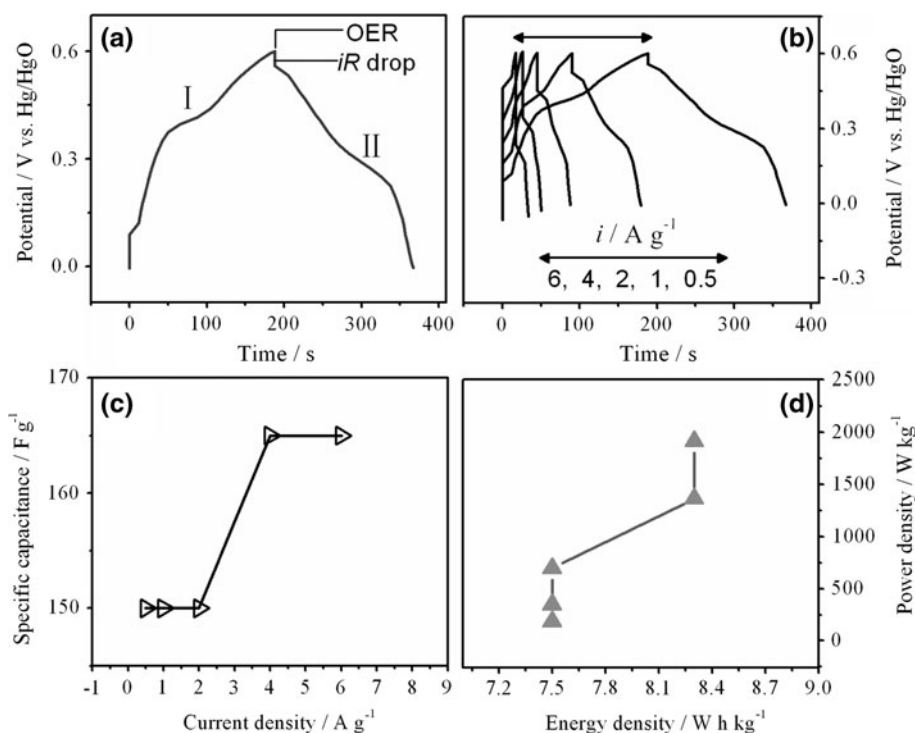 (a)
OER
iR drop
I
II
0.6
0.3
0.0
Potential / V vs. Hg/HgO
0 100 200 300 400
Time / s
(b)
i / A g-1
6, 4, 2, 1, 0.5
0.6
0.3
0.0
-0.3
Potential / V vs. Hg/HgO
0 100 200 300 400
Time / s
(c)
170
160
150
Specific capacitance / F g-1
-1 0 1 2 3 4 5 6 7 8 9
Current density / A g-1
(d)
2500
2000
1500
1000
500
0
Power density / W kg-1
7.2 7.5 7.8 8.1 8.4 8.7 9.0
Energy density / W h kg-1